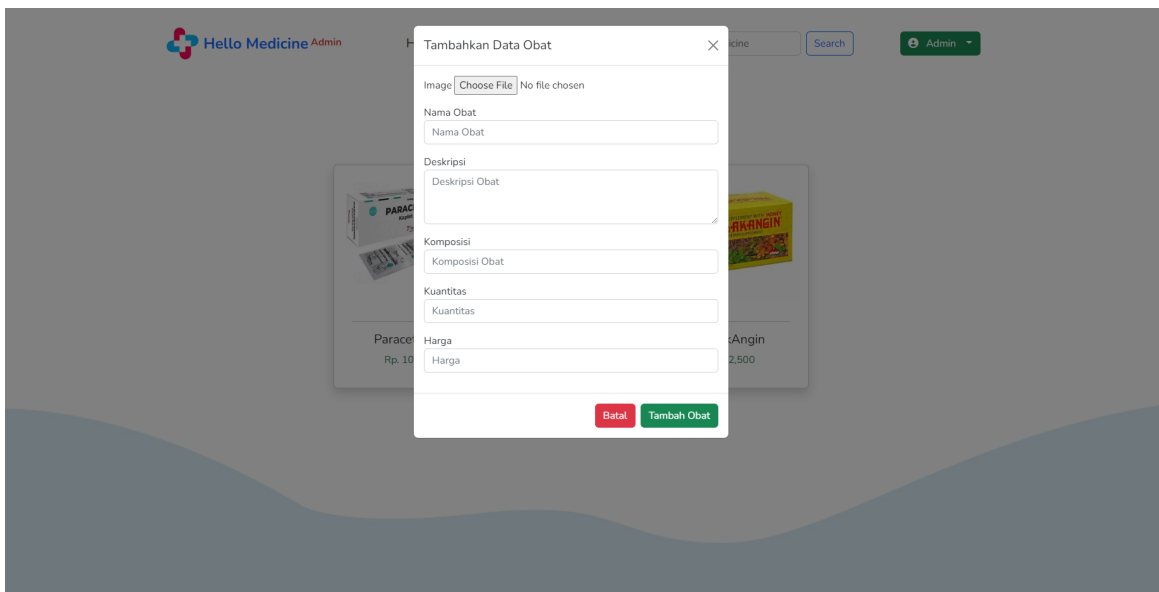 Hello Medicine Admin
H
Tambahkan Data Obat
icine
Search
Admin
Image Choose File No file chosen
Nama Obat
Nama Obat
Deskripsi
Deskripsi Obat
PARAC
AKANGIN
Komposisi
Komposisi Obat
Kuantitas
Kuantitas
Parace
Angin
Harga
Rp. 10
2,500
Harga
Batal
Tambah Obat